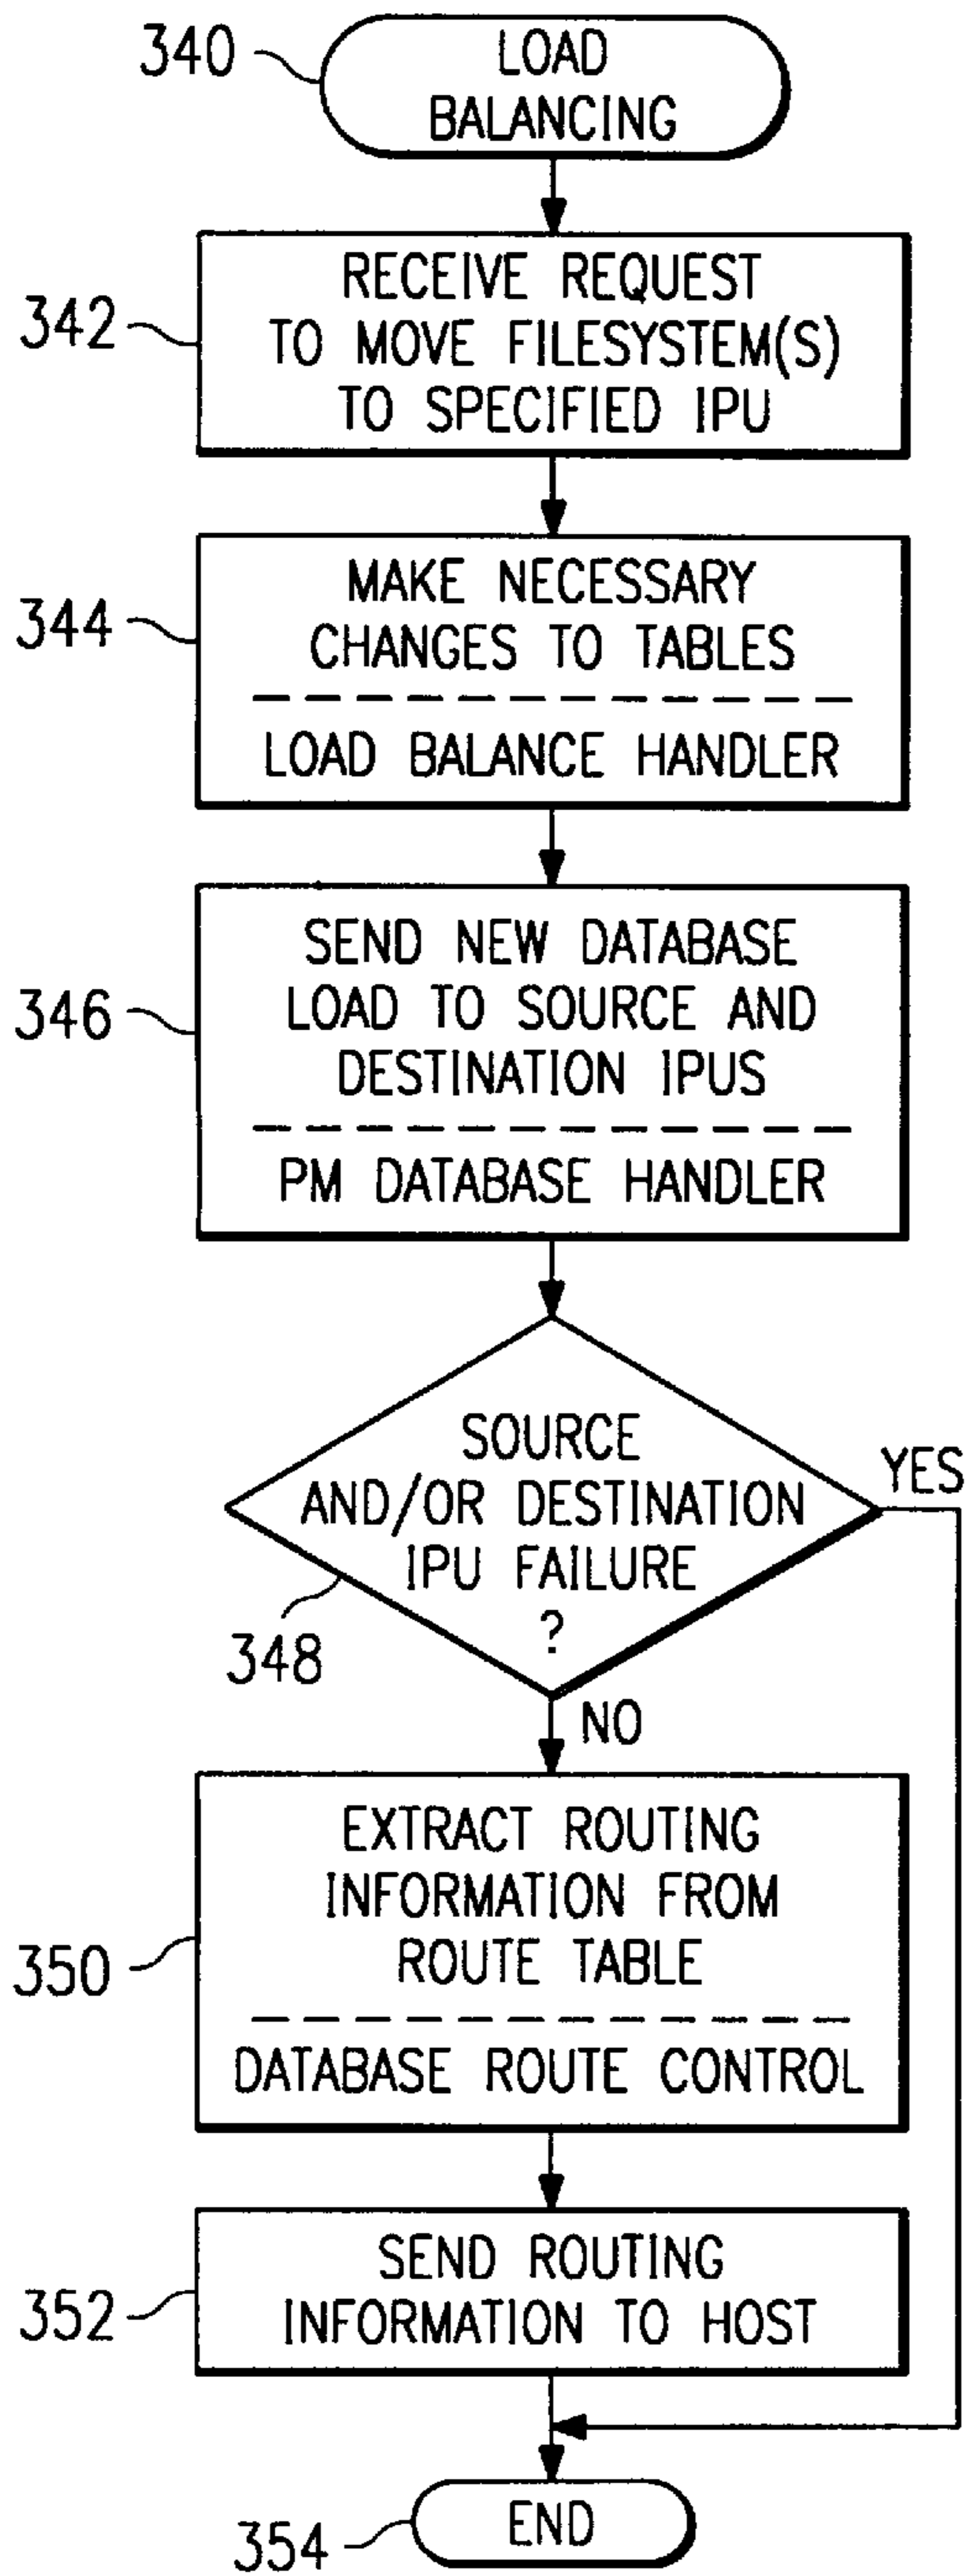 340
LOAD
BALANCING
342
RECEIVE REQUEST
TO MOVE FILESYSTEM(S)
TO SPECIFIED IPU
344
MAKE NECESSARY
CHANGES TO TABLES
LOAD BALANCE HANDLER
346
SEND NEW DATABASE
LOAD TO SOURCE AND
DESTINATION IPUS
PM DATABASE HANDLER
348
SOURCE
AND/OR DESTINATION
IPU FAILURE
?
YES
NO
350
EXTRACT ROUTING
INFORMATION FROM
ROUTE TABLE
DATABASE ROUTE CONTROL
352
SEND ROUTING
INFORMATION TO HOST
354
END